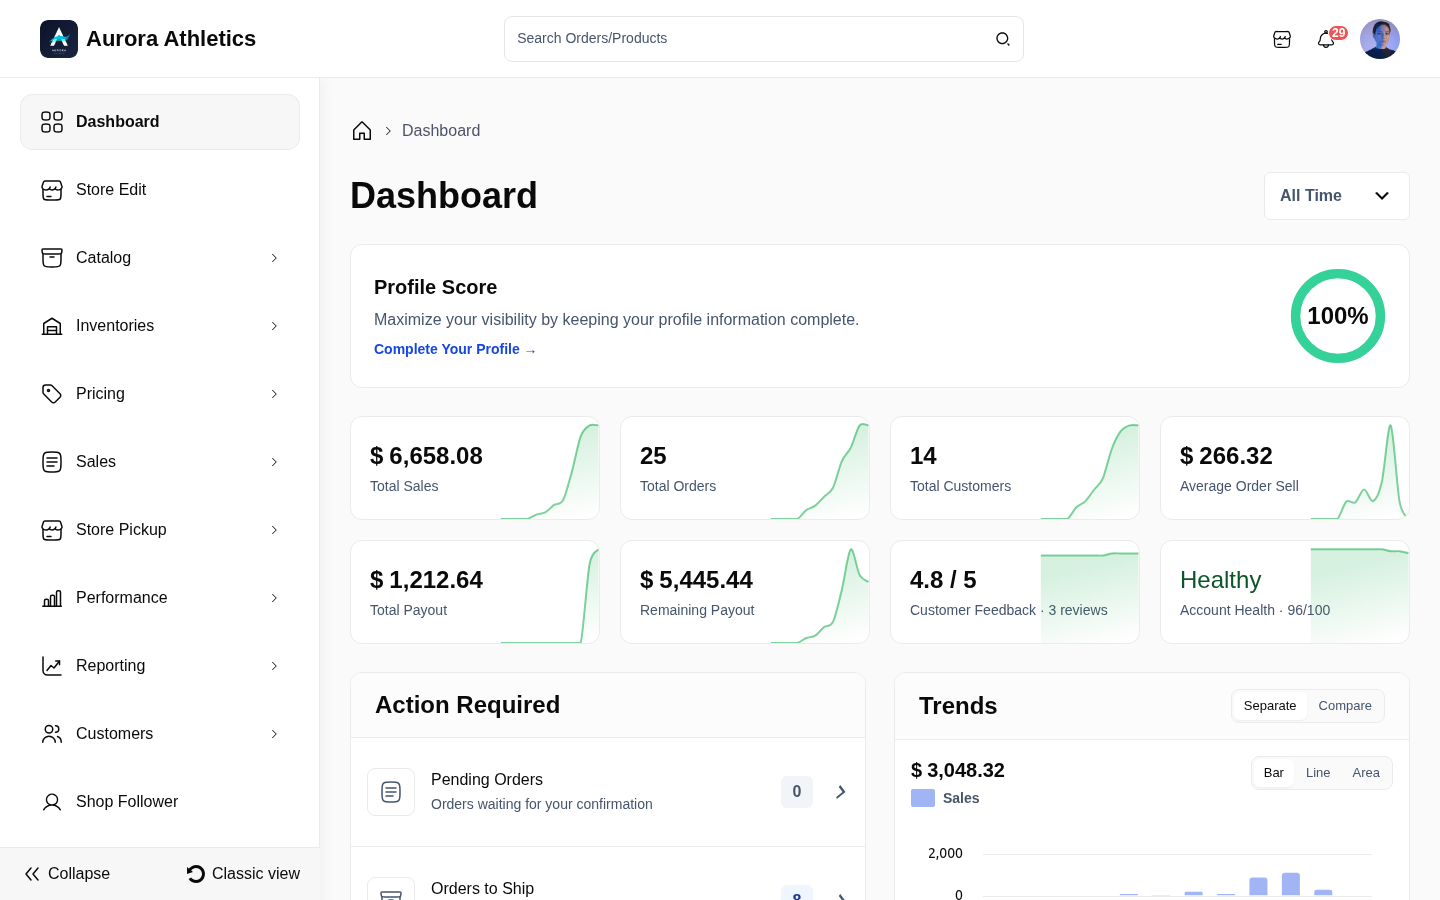 Aurora Athletics
Search Orders/Products
29
Dashboard
Store Edit
Catalog
Inventories
Pricing
Sales
Store Pickup
Performance
Reporting
Customers
Shop Follower
Collapse
Classic view
Dashboard
Dashboard
All Time
Profile Score
Maximize your visibility by keeping your profile information complete.
Complete Your Profile →
100%
$ 6,658.08
Total Sales
25
Total Orders
14
Total Customers
$ 266.32
Average Order Sell
$ 1,212.64
Total Payout
$ 5,445.44
Remaining Payout
4.8 / 5
Customer Feedback · 3 reviews
Healthy
Account Health · 96/100
Action Required
Pending Orders
Orders waiting for your confirmation
0
Orders to Ship
8
Trends
Separate
Compare
$ 3,048.32
Sales
Bar
Line
Area
2,000
0